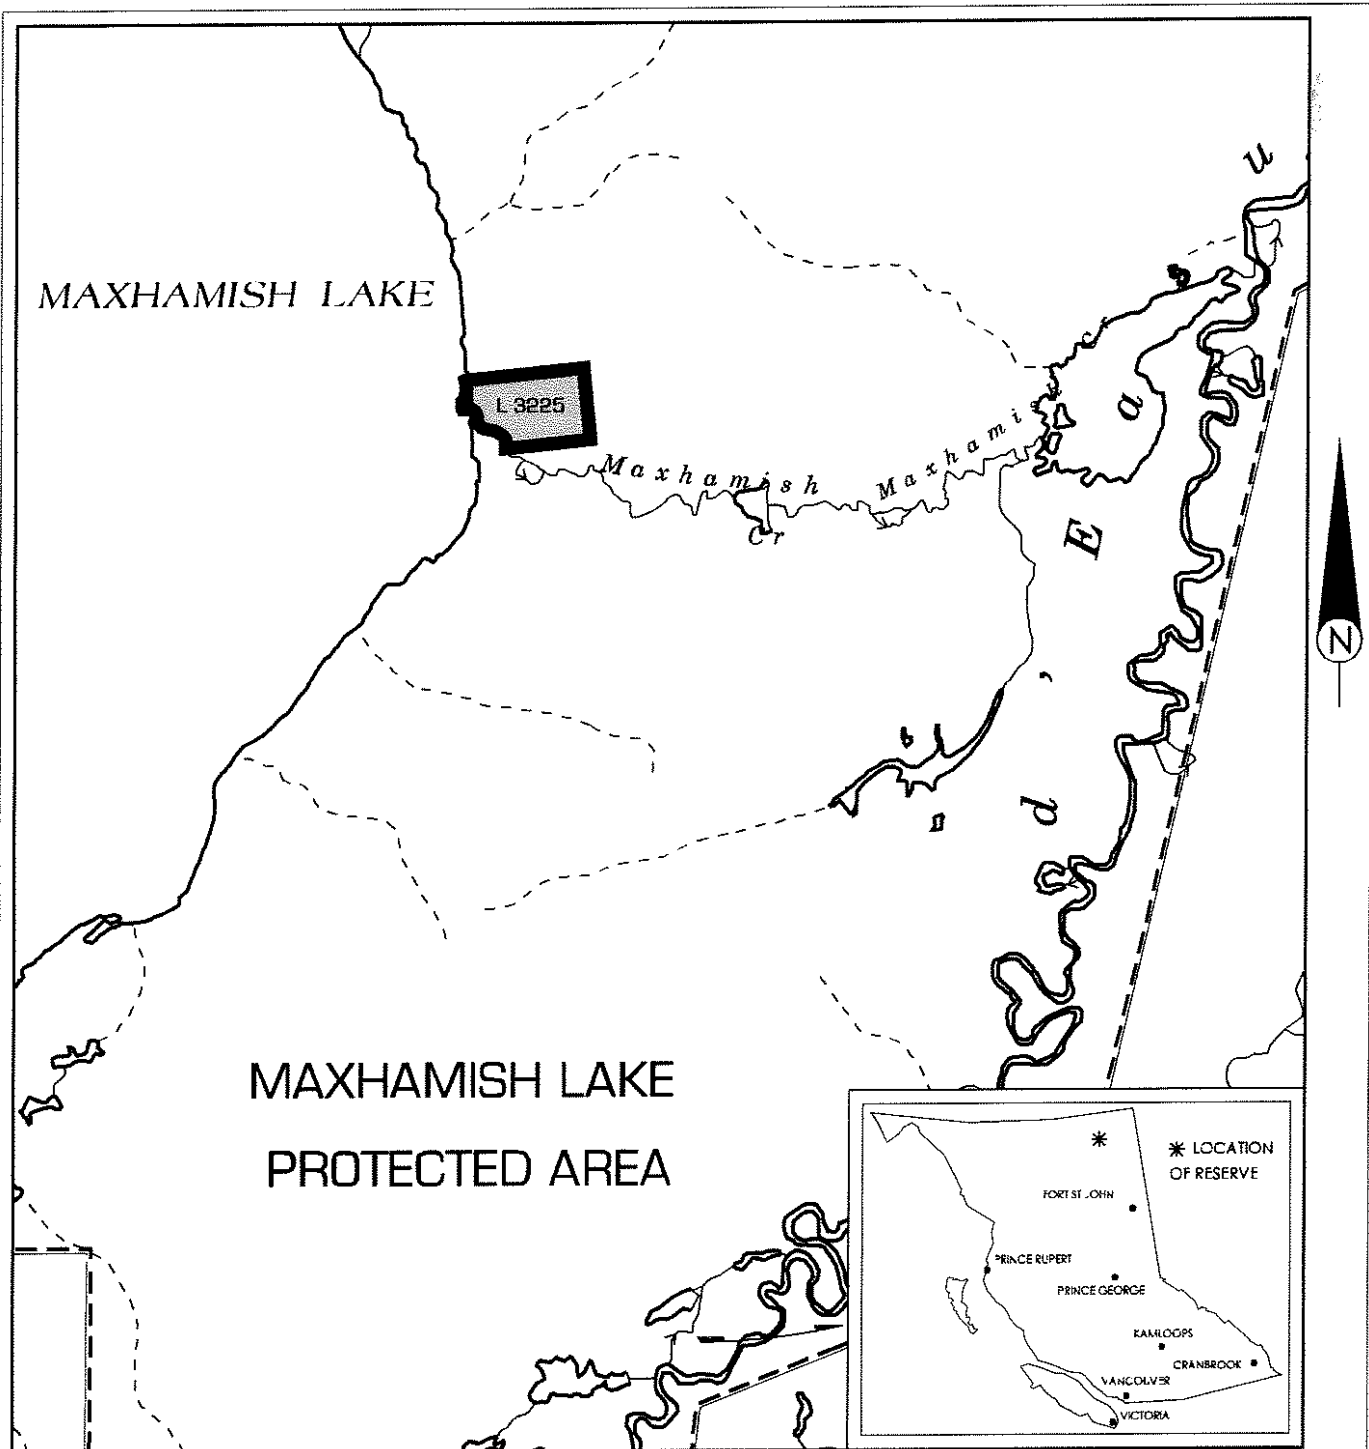 u
MAXHAMISH LAKE
L 3225
Maxhamish
Cr
Maxhamish
Cr
a
E
'
d
N
MAXHAMISH LAKE
PROTECTED AREA
* LOCATION
OF RESERVE
FORT ST JOHN
PRINCE RUPERT
PRINCE GEORGE
KAMLOOPS
CRANBROOK
VANCOUVER
VICTORIA